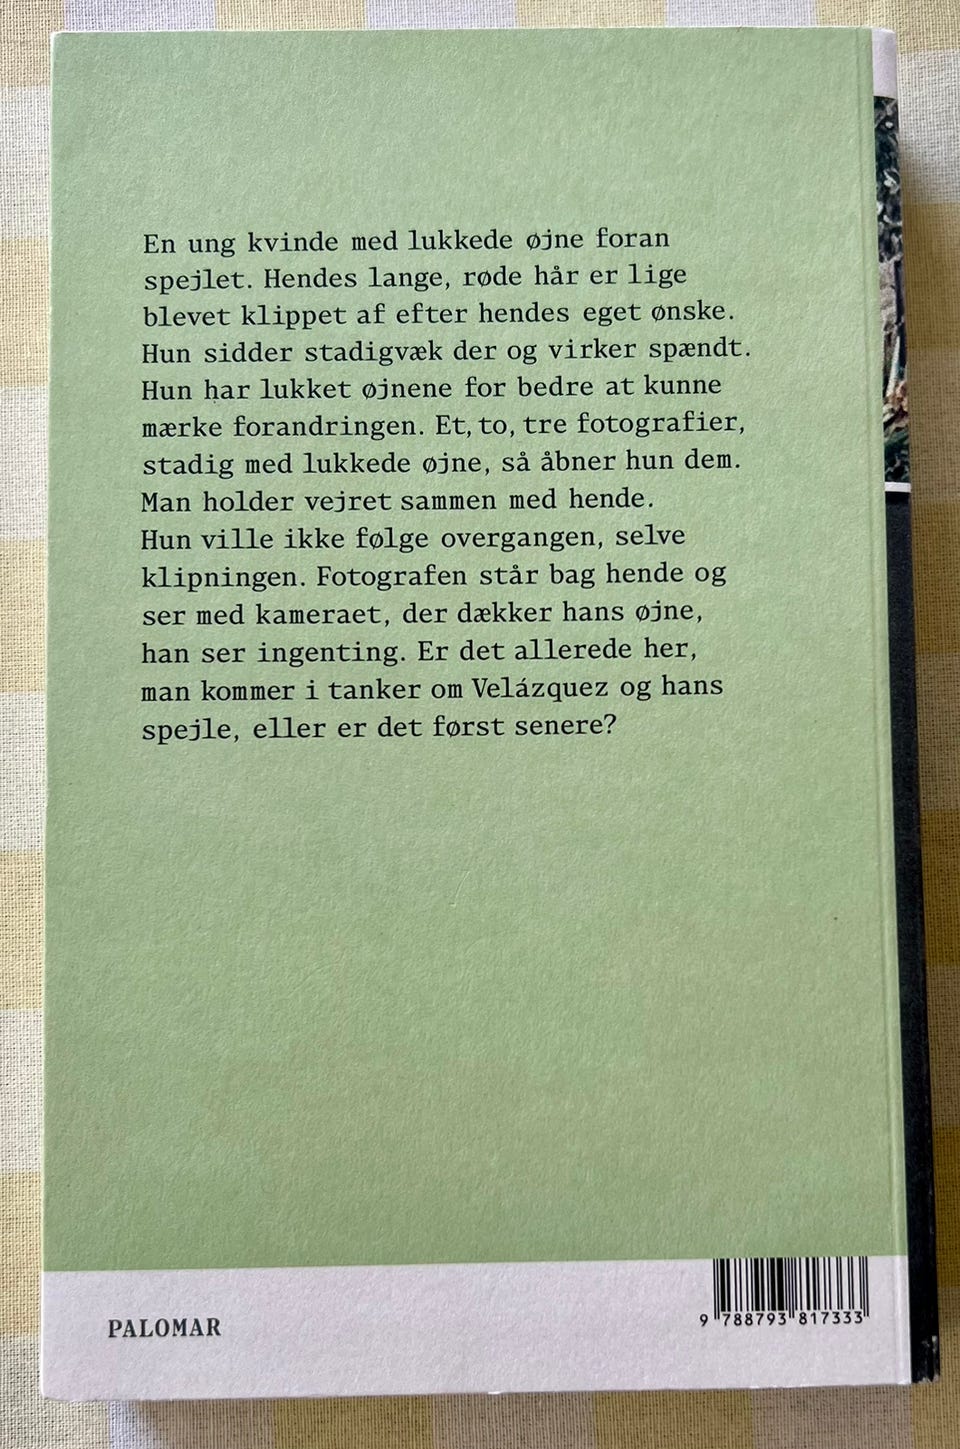 En ung kvinde med lukkede øjne foran
spejlet. Hendes lange, røde hår er lige
blevet klippet af efter hendes eget ønske.
Hun sidder stadigvæk der og virker spændt.
Hun har lukket øjnene for bedre at kunne
mærke forandringen. Et, to, tre fotografier,
stadig med lukkede øjne, så åbner hun dem.
Man holder vejret sammen med hende.
Hun ville ikke følge overgangen, selve
klipningen. Fotografen står bag hende og
ser med kameraet, der dækker hans øjne,
han ser ingenting. Er det allerede her,
man kommer i tanker om Velázquez og hans
spejle, eller er det først senere?
PALOMAR
9 788793 817333